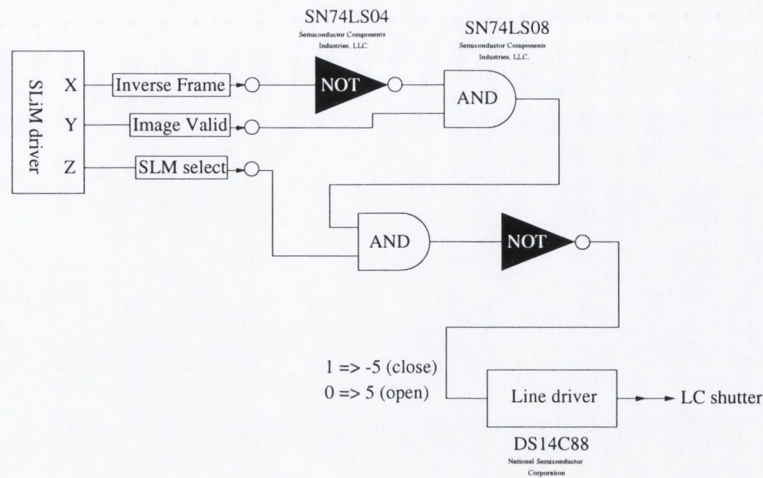 SN74LS04
Semiconductor Components
Industries, LLC.
SN74LS08
Semiconductor Components
Industries, LLC.
SLiM driver
X
Inverse Frame
NOT
AND
Y
Image Valid
Z
SLM select
AND
NOT
1 => -5 (close)
0 => 5 (open)
Line driver
LC shutter
DS14C88
National Semiconductor
Corporation